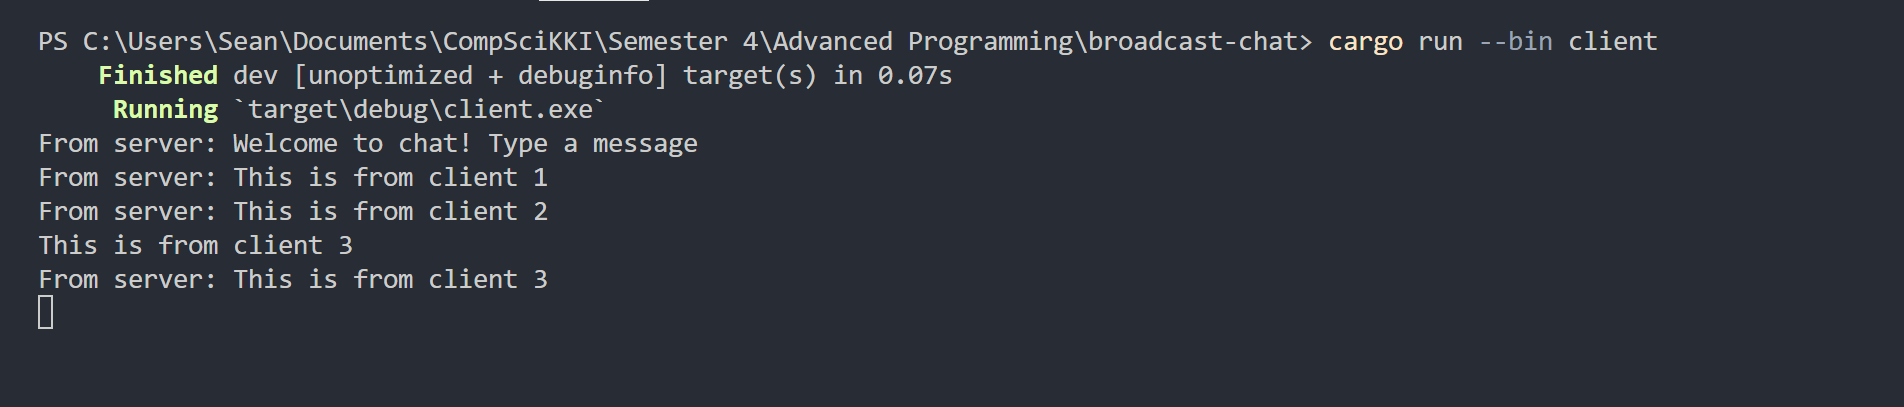 PS C:\Users\Sean\Documents\CompSciKKI\Semester 4\Advanced Programming\broadcast-chat> cargo run --bin client
Finished dev [unoptimized + debuginfo] target(s) in 0.07s
Running `target\debug\client.exe`
From server: Welcome to chat! Type a message
From server: This is from client 1
From server: This is from client 2
This is from client 3
From server: This is from client 3